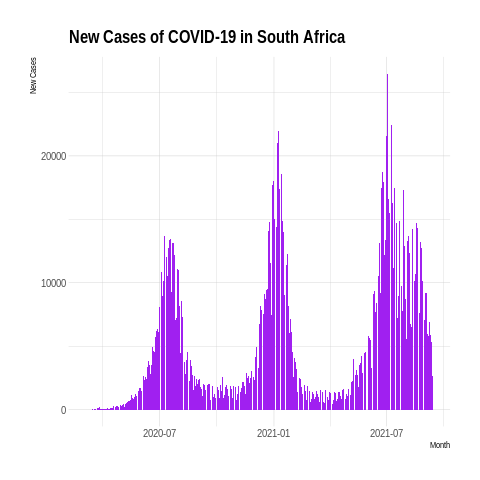 New Cases of COVID-19 in South Africa
New Cases
20000
10000
0
2020-07
2021-01
2021-07
Month